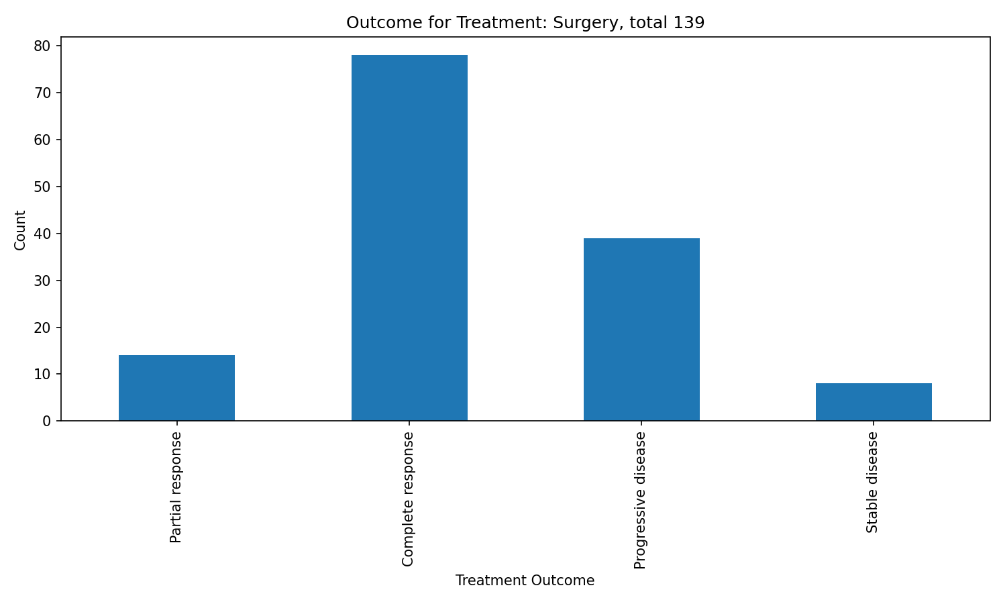 Outcome for Treatment: Surgery, total 139
80
70
60
50
40
30
20
10
0
Count
Partial response
Complete response
Progressive disease
Stable disease
Treatment Outcome